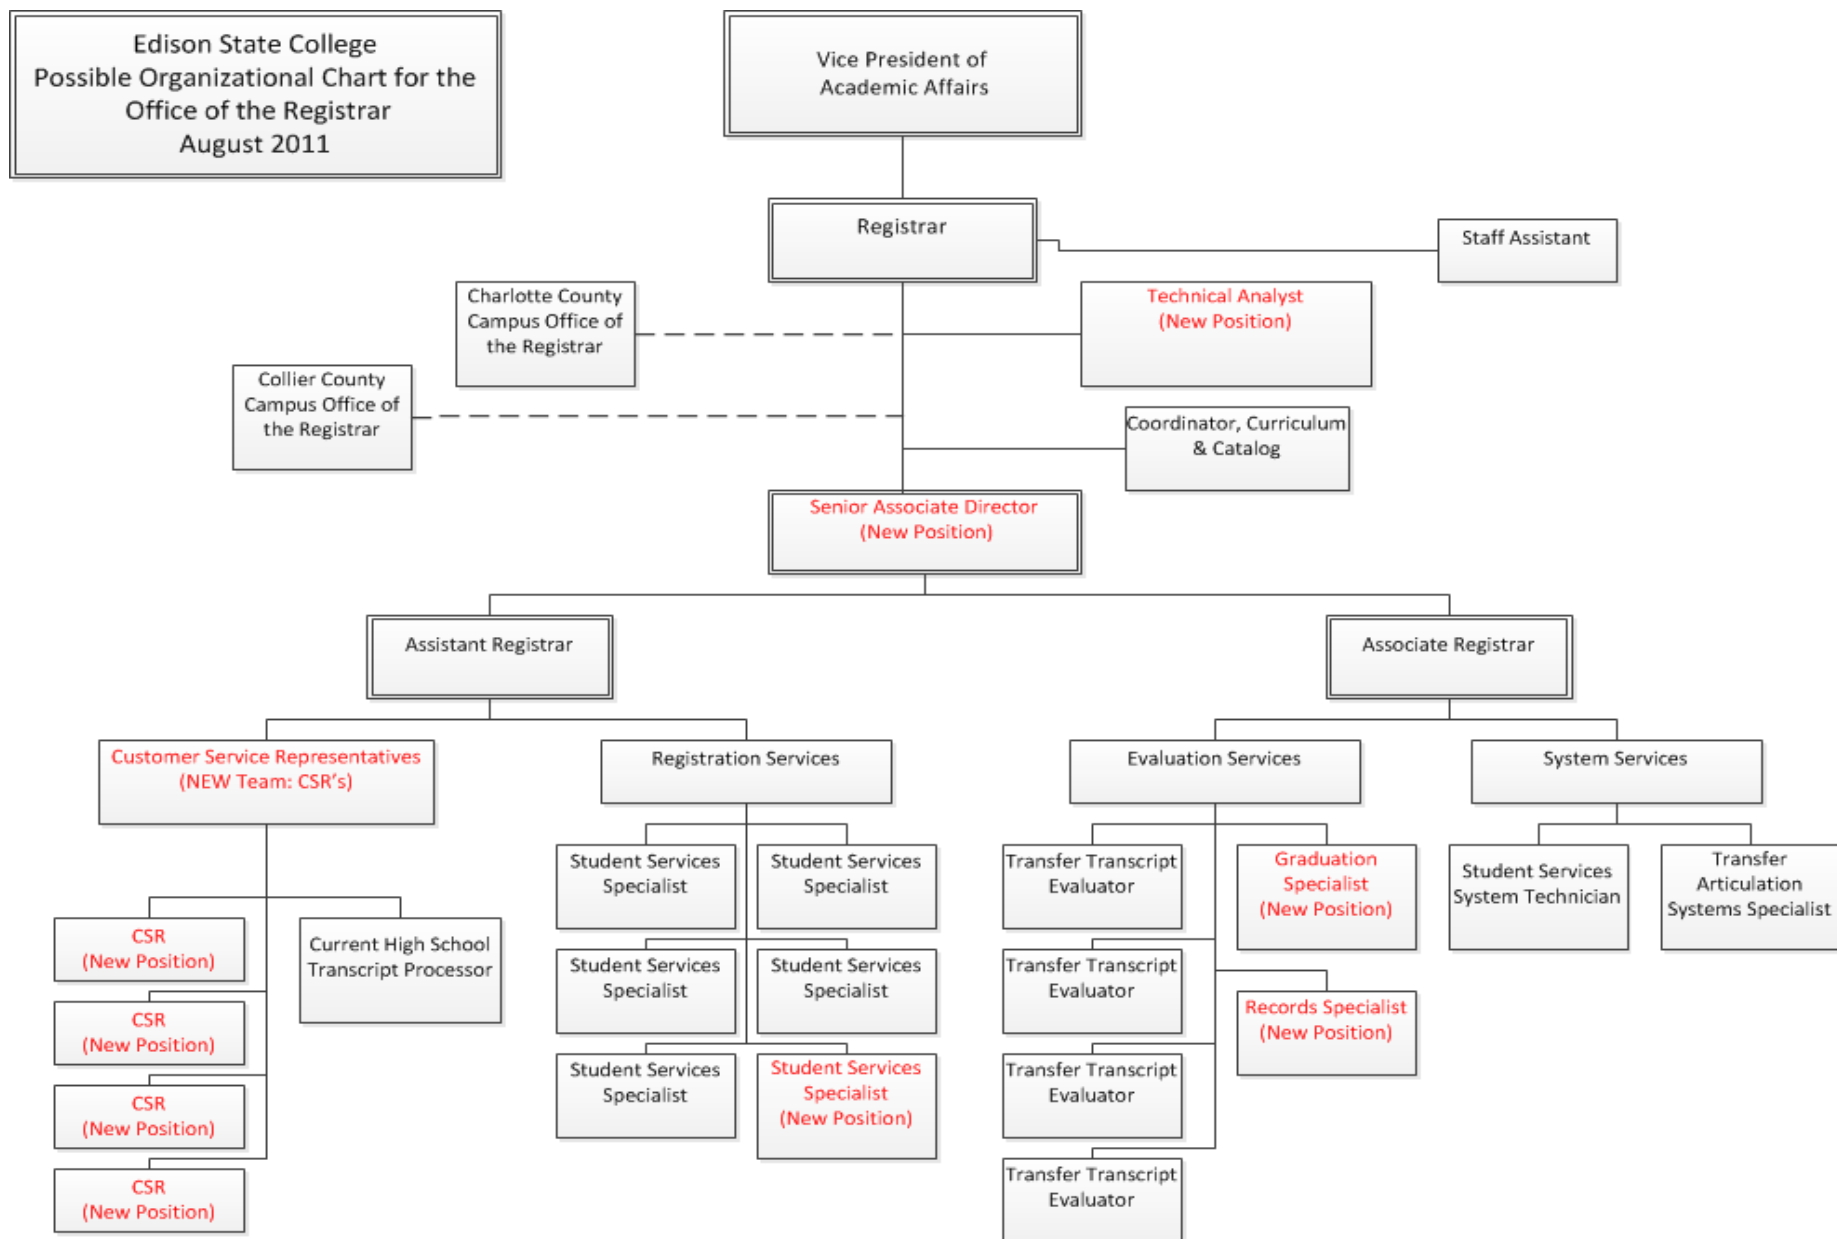 Edison State College
Possible Organizational Chart for the
Office of the Registrar
August 2011
Vice President of
Academic Affairs
Registrar
Staff Assistant
Charlotte County
Campus Office of
the Registrar
Technical Analyst
(New Position)
Collier County
Campus Office of
the Registrar
Coordinator, Curriculum
& Catalog
Senior Associate Director
(New Position)
Assistant Registrar
Associate Registrar
Customer Service Representatives
(NEW Team: CSR's)
Registration Services
Evaluation Services
System Services
CSR
(New Position)
CSR
(New Position)
CSR
(New Position)
CSR
(New Position)
Current High School
Transcript Processor
Student Services
Specialist
Student Services
Specialist
Student Services
Specialist
Student Services
Specialist
Student Services
Specialist
Student Services
Specialist
(New Position)
Transfer Transcript
Evaluator
Transfer Transcript
Evaluator
Transfer Transcript
Evaluator
Transfer Transcript
Evaluator
Graduation
Specialist
(New Position)
Records Specialist
(New Position)
Student Services
System Technician
Transfer
Articulation
Systems Specialist